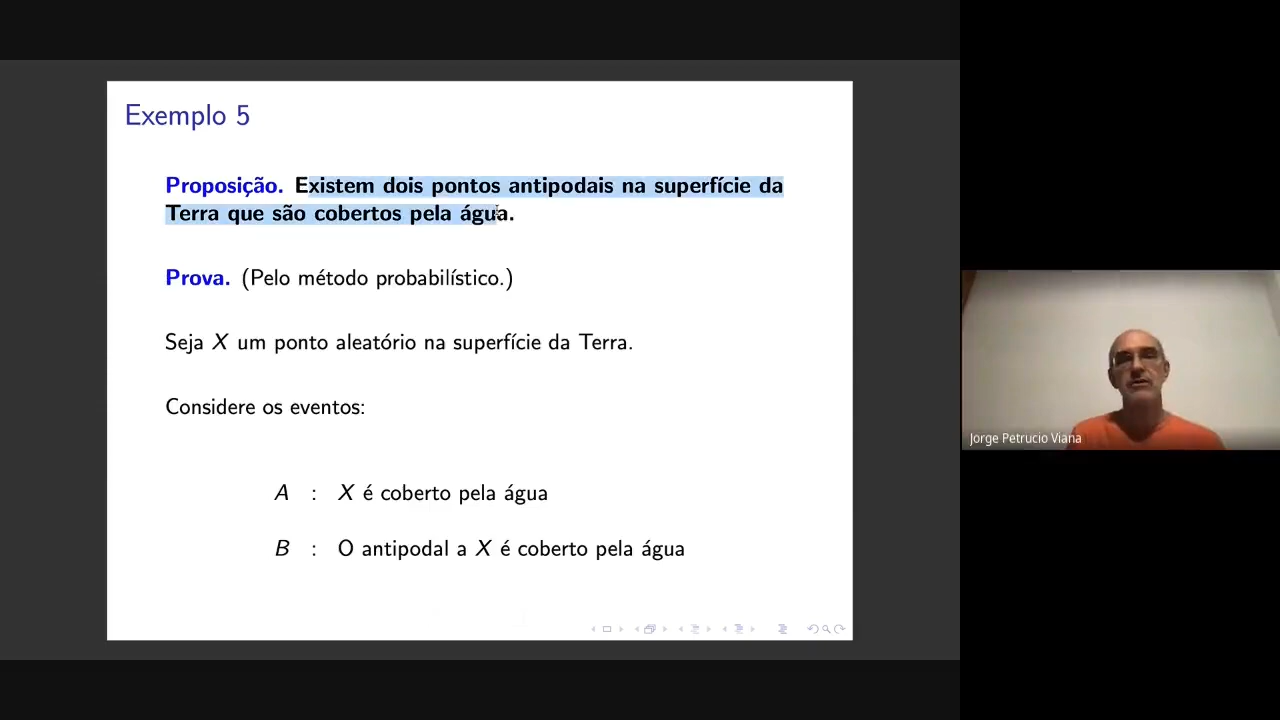 Exemplo 5
Proposição. Existem dois pontos antipodais na superfície da
Terra que são cobertos pela água.
Prova. (Pelo método probabilístico.)
Seja X um ponto aleatório na superfície da Terra.
Considere os eventos:
A : X é coberto pela água
B : O antipodal a X é coberto pela água
Jorge Petrucio Viana